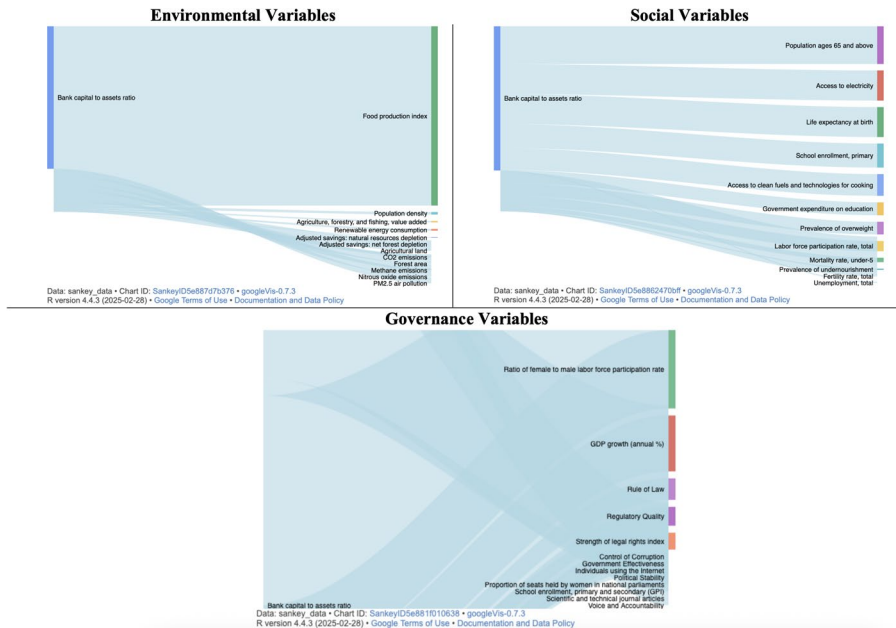 Environmental Variables
Bank capital to assets ratio
Food production index
Population density
Agriculture, forestry, and fishing, value added
Renewable energy consumption
Adjusted savings: natural resources depletion
Adjusted savings: net forest depletion
Agricultural land
CO2 emissions
Forest area
Methane emissions
Nitrous oxide emissions
PM2.5 air pollution
Data: sankey_data • Chart ID: SankeyID5e887d7b376 • googleVis-0.7.3
R version 4.4.3 (2025-02-28) • Google Terms of Use • Documentation and Data Policy
Social Variables
Bank capital to assets ratio
Population ages 65 and above
Access to electricity
Life expectancy at birth
School enrollment, primary
Access to clean fuels and technologies for cooking
Government expenditure on education
Prevalence of overweight
Labor force participation rate, total
Mortality rate, under-5
Prevalence of undernourishment
Fertility rate, total
Unemployment, total
Data: sankey_data • Chart ID: SankeyID5e8862470bff • googleVis-0.7.3
R version 4.4.3 (2025-02-28) • Google Terms of Use • Documentation and Data Policy
Governance Variables
Ratio of female to male labor force participation rate
GDP growth (annual %)
Rule of Law
Regulatory Quality
Strength of legal rights index
Control of Corruption
Government Effectiveness
Individuals using the Internet
Political Stability
Proportion of seats held by women in national parliaments
School enrollment, primary and secondary (GPI)
Scientific and technical journal articles
Voice and Accountability
Bank capital to assets ratio
Data: sankey_data • Chart ID: SankeyID5e881f010638 • googleVis-0.7.3
R version 4.4.3 (2025-02-28) • Google Terms of Use • Documentation and Data Policy